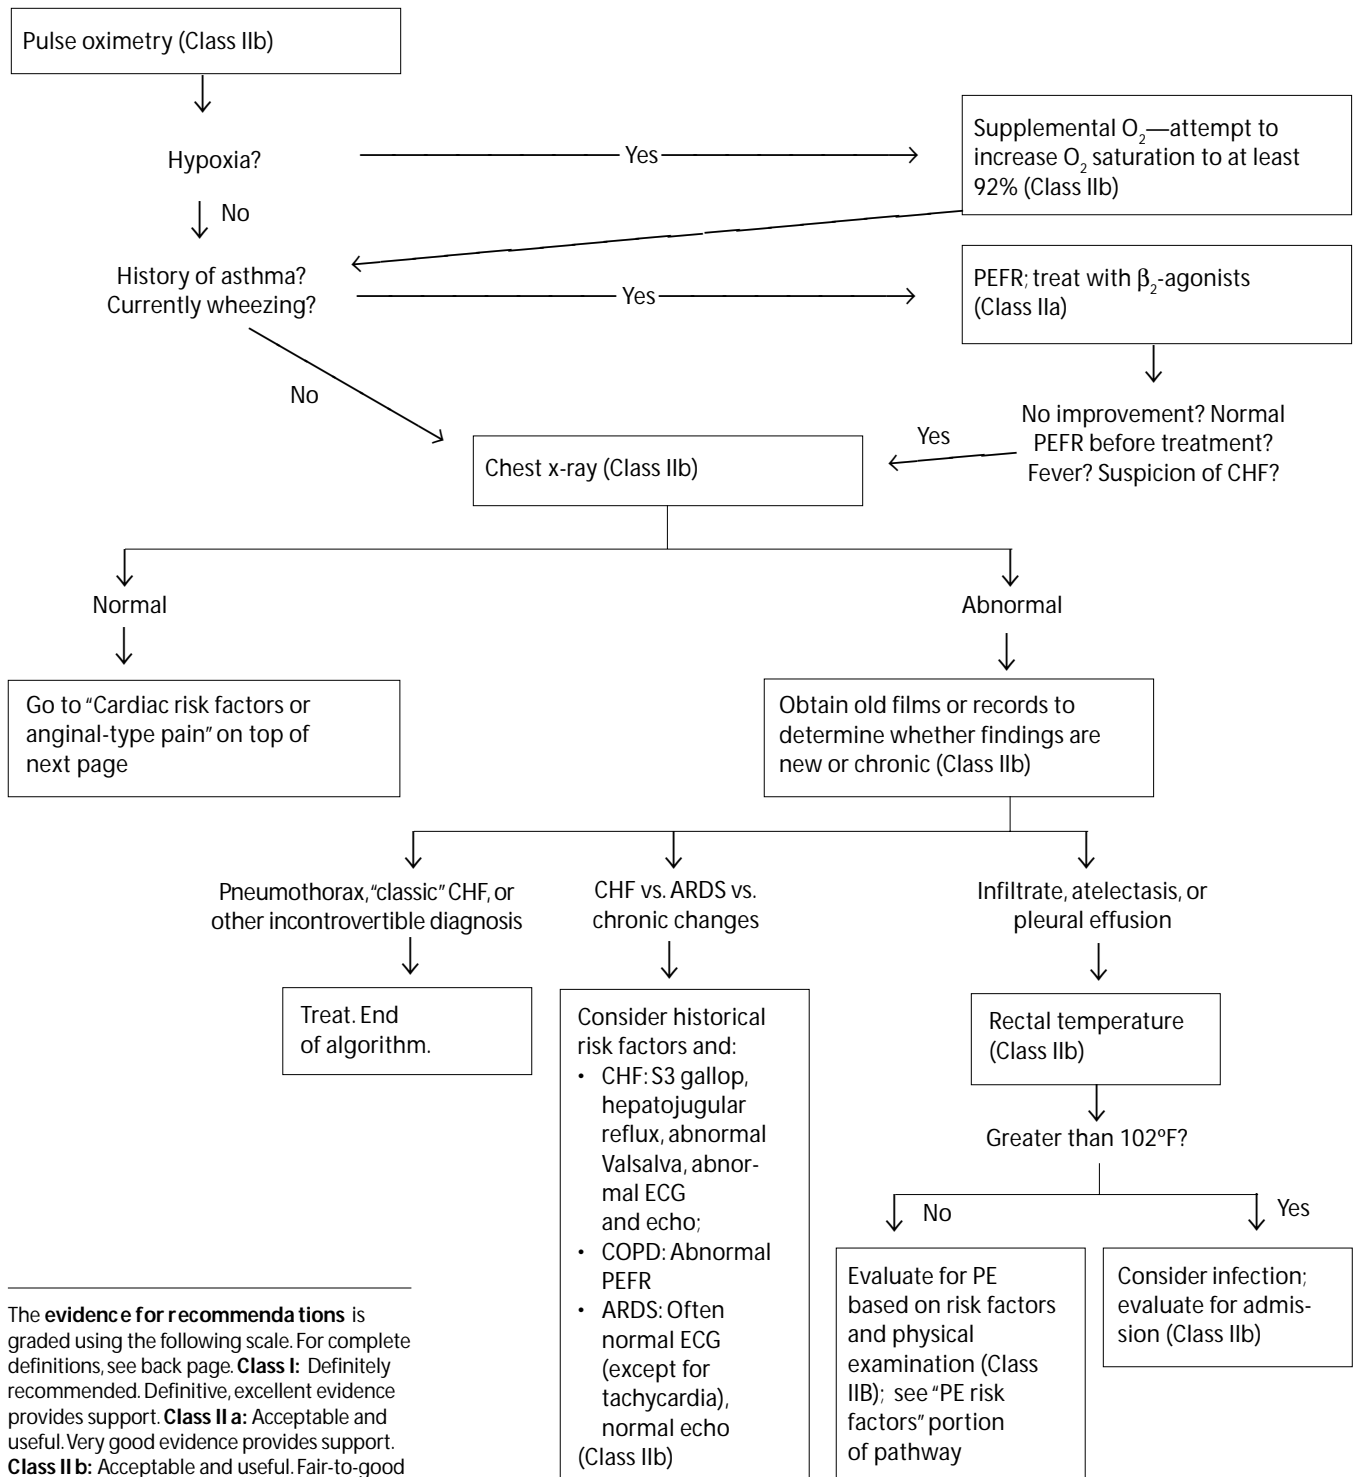 Pulse oximetry (Class IIb)
Hypoxia?
Yes
Supplemental O₂—attempt to
increase O₂ saturation to at least
92% (Class IIb)
No
History of asthma?
Currently wheezing?
Yes
PEFR; treat with β₂-agonists
(Class IIa)
No
No improvement? Normal
PEFR before treatment?
Fever? Suspicion of CHF?
Yes
Chest x-ray (Class IIb)
Normal
Abnormal
Go to “Cardiac risk factors or
anginal-type pain” on top of
next page
Obtain old films or records to
determine whether findings are
new or chronic (Class IIb)
Pneumothorax, “classic” CHF, or
other incontrovertible diagnosis
CHF vs. ARDS vs.
chronic changes
Infiltrate, atelectasis, or
pleural effusion
Treat. End
of algorithm.
Consider historical
risk factors and:
• CHF: S3 gallop,
hepatojugular
reflux, abnormal
Valsalva, abnor-
mal ECG
and echo;
• COPD: Abnormal
PEFR
• ARDS: Often
normal ECG
(except for
tachycardia),
normal echo
(Class IIb)
Rectal temperature
(Class IIb)
Greater than 102ºF?
No
Yes
Evaluate for PE
based on risk factors
and physical
examination (Class
IIB); see “PE risk
factors” portion
of pathway
Consider infection;
evaluate for admis-
sion (Class IIb)
The evidence for recommendations is
graded using the following scale. For complete
definitions, see back page. Class I: Definitely
recommended. Definitive, excellent evidence
provides support. Class II a: Acceptable and
useful. Very good evidence provides support.
Class II b: Acceptable and useful. Fair-to-good